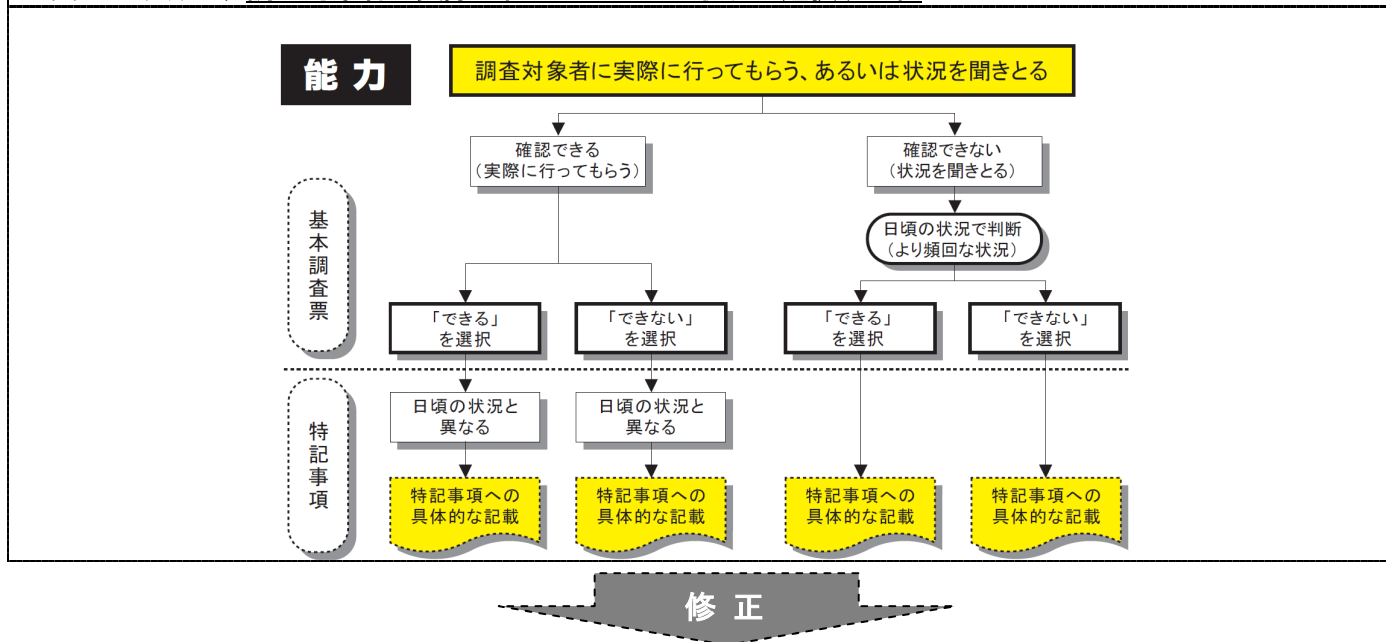 能力
調査対象者に実際に行ってもらう、あるいは状況を聞きとる
確認できる
（実際に行ってもらう）
確認できない
（状況を聞きとる）
日頃の状況で判断
（より頻回な状況）
基本調査票
「できる」
を選択
「できない」
を選択
「できる」
を選択
「できない」
を選択
特記事項
日頃の状況と
異なる
日頃の状況と
異なる
特記事項への
具体的な記載
特記事項への
具体的な記載
特記事項への
具体的な記載
特記事項への
具体的な記載
修正